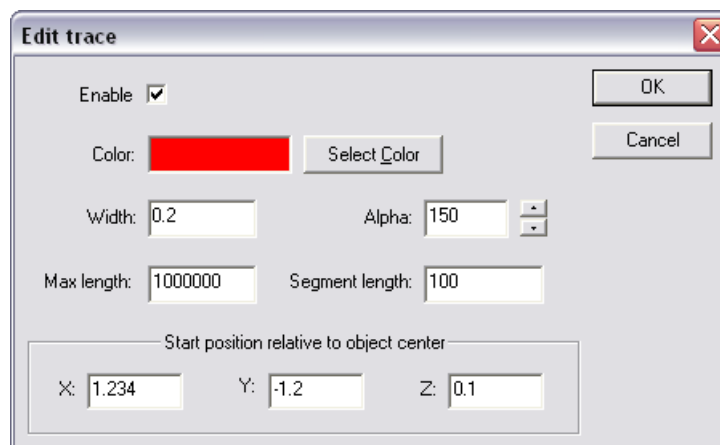 Edit trace
Enable
OK
Color:
Select Color
Cancel
Width: 0.2
Alpha: 150
Max length: 1000000
Segment length: 100
Start position relative to object center
X: 1.234
Y: -1.2
Z: 0.1